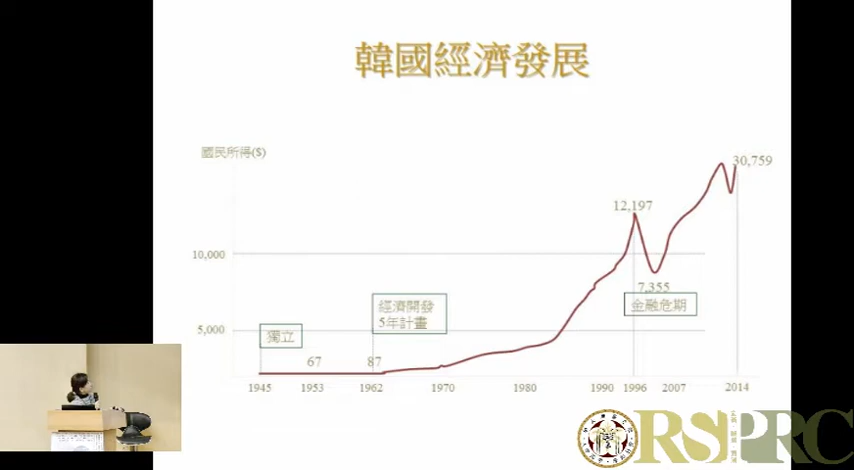 韓國經濟發展
國民所得($)
30,759
12,197
10,000
7,355
經濟開發
5年計畫
金融危期
5,000
獨立
67
87
1945
1953
1962
1970
1980
1990
1996
2007
2014
RSPRC